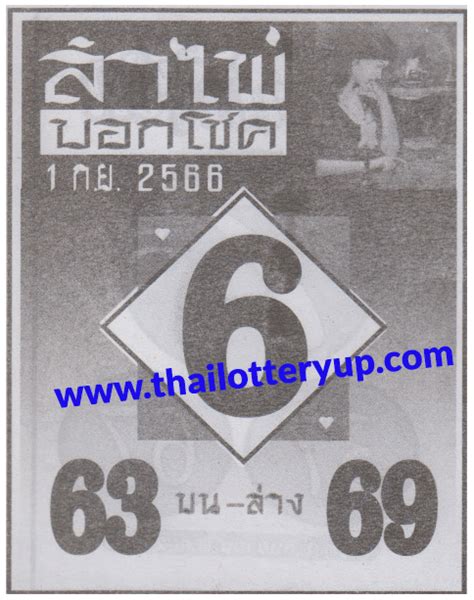 ลำไพ่
บอกโชค
1 ก.ย. 2566
6
www.thailotteryup.com
63 บน-ล่าง 69